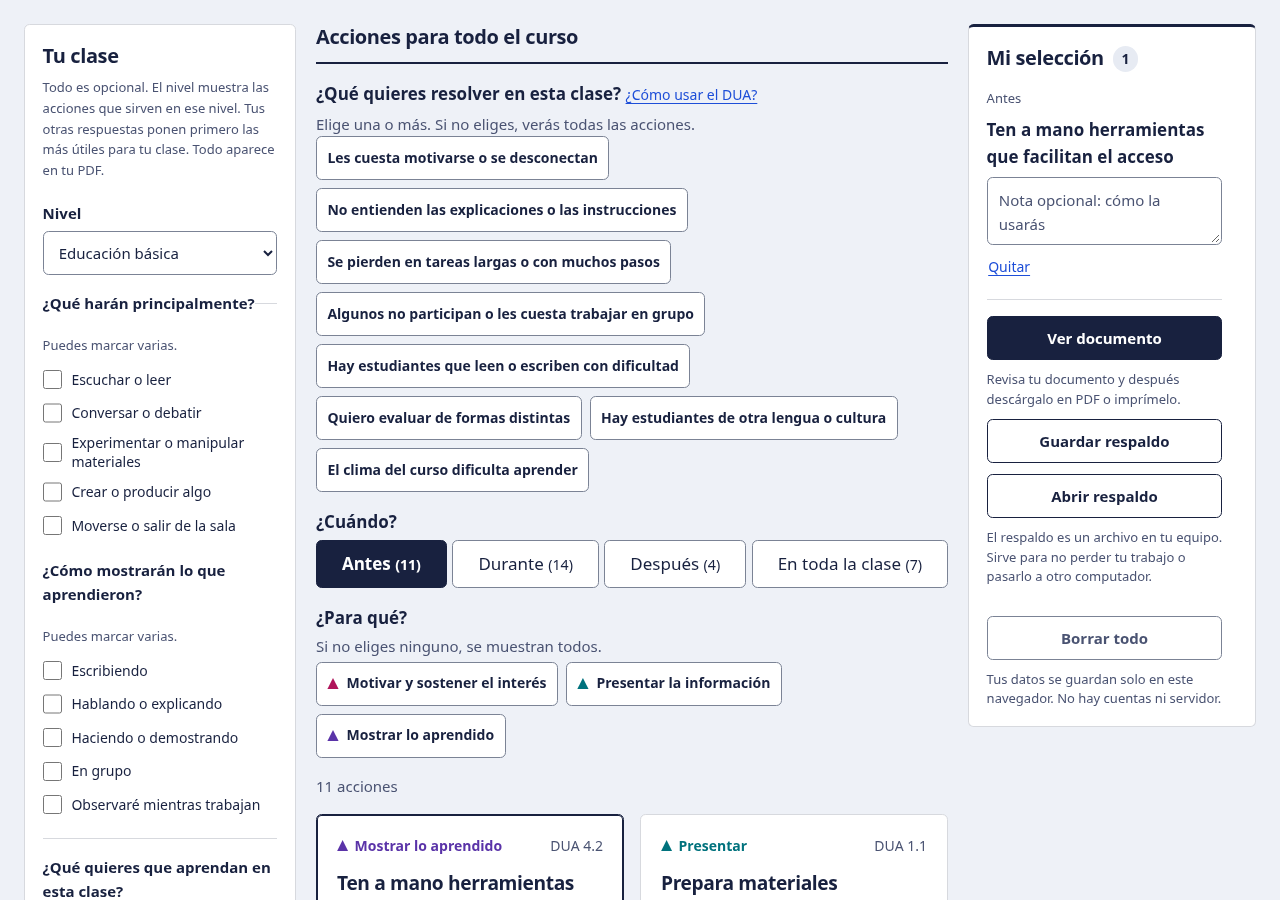 Tu clase
Todo es opcional. El nivel muestra las
acciones que sirven en ese nivel. Tus
otras respuestas ponen primero las
más útiles para tu clase. Todo aparece
en tu PDF.
Nivel
Educación básica
¿Qué harán principalmente?
Puedes marcar varias.
Escuchar o leer
Conversar o debatir
Experimentar o manipular
materiales
Crear o producir algo
Moverse o salir de la sala
¿Cómo mostrarán lo que
aprendieron?
Puedes marcar varias.
Escribiendo
Hablando o explicando
Haciendo o demostrando
En grupo
Observaré mientras trabajan
¿Qué quieres que aprendan en
esta clase?
Acciones para todo el curso
¿Qué quieres resolver en esta clase? ¿Cómo usar el DUA?
Elige una o más. Si no eliges, verás todas las acciones.
Les cuesta motivarse o se desconectan
No entienden las explicaciones o las instrucciones
Se pierden en tareas largas o con muchos pasos
Algunos no participan o les cuesta trabajar en grupo
Hay estudiantes que leen o escriben con dificultad
Quiero evaluar de formas distintas
Hay estudiantes de otra lengua o cultura
El clima del curso dificulta aprender
¿Cuándo?
Antes (11)
Durante (14)
Después (4)
En toda la clase (7)
¿Para qué?
Si no eliges ninguno, se muestran todos.
Motivar y sostener el interés
Presentar la información
Mostrar lo aprendido
11 acciones
Mostrar lo aprendido DUA 4.2
Ten a mano herramientas
Presentar DUA 1.1
Prepara materiales
Mi selección 1
Antes
Ten a mano herramientas
que facilitan el acceso
Nota opcional: cómo la
usarás
Quitar
Ver documento
Revisa tu documento y después
descárgalo en PDF o imprímelo.
Guardar respaldo
Abrir respaldo
El respaldo es un archivo en tu equipo.
Sirve para no perder tu trabajo o
pasarlo a otro computador.
Borrar todo
Tus datos se guardan solo en este
navegador. No hay cuentas ni servidor.